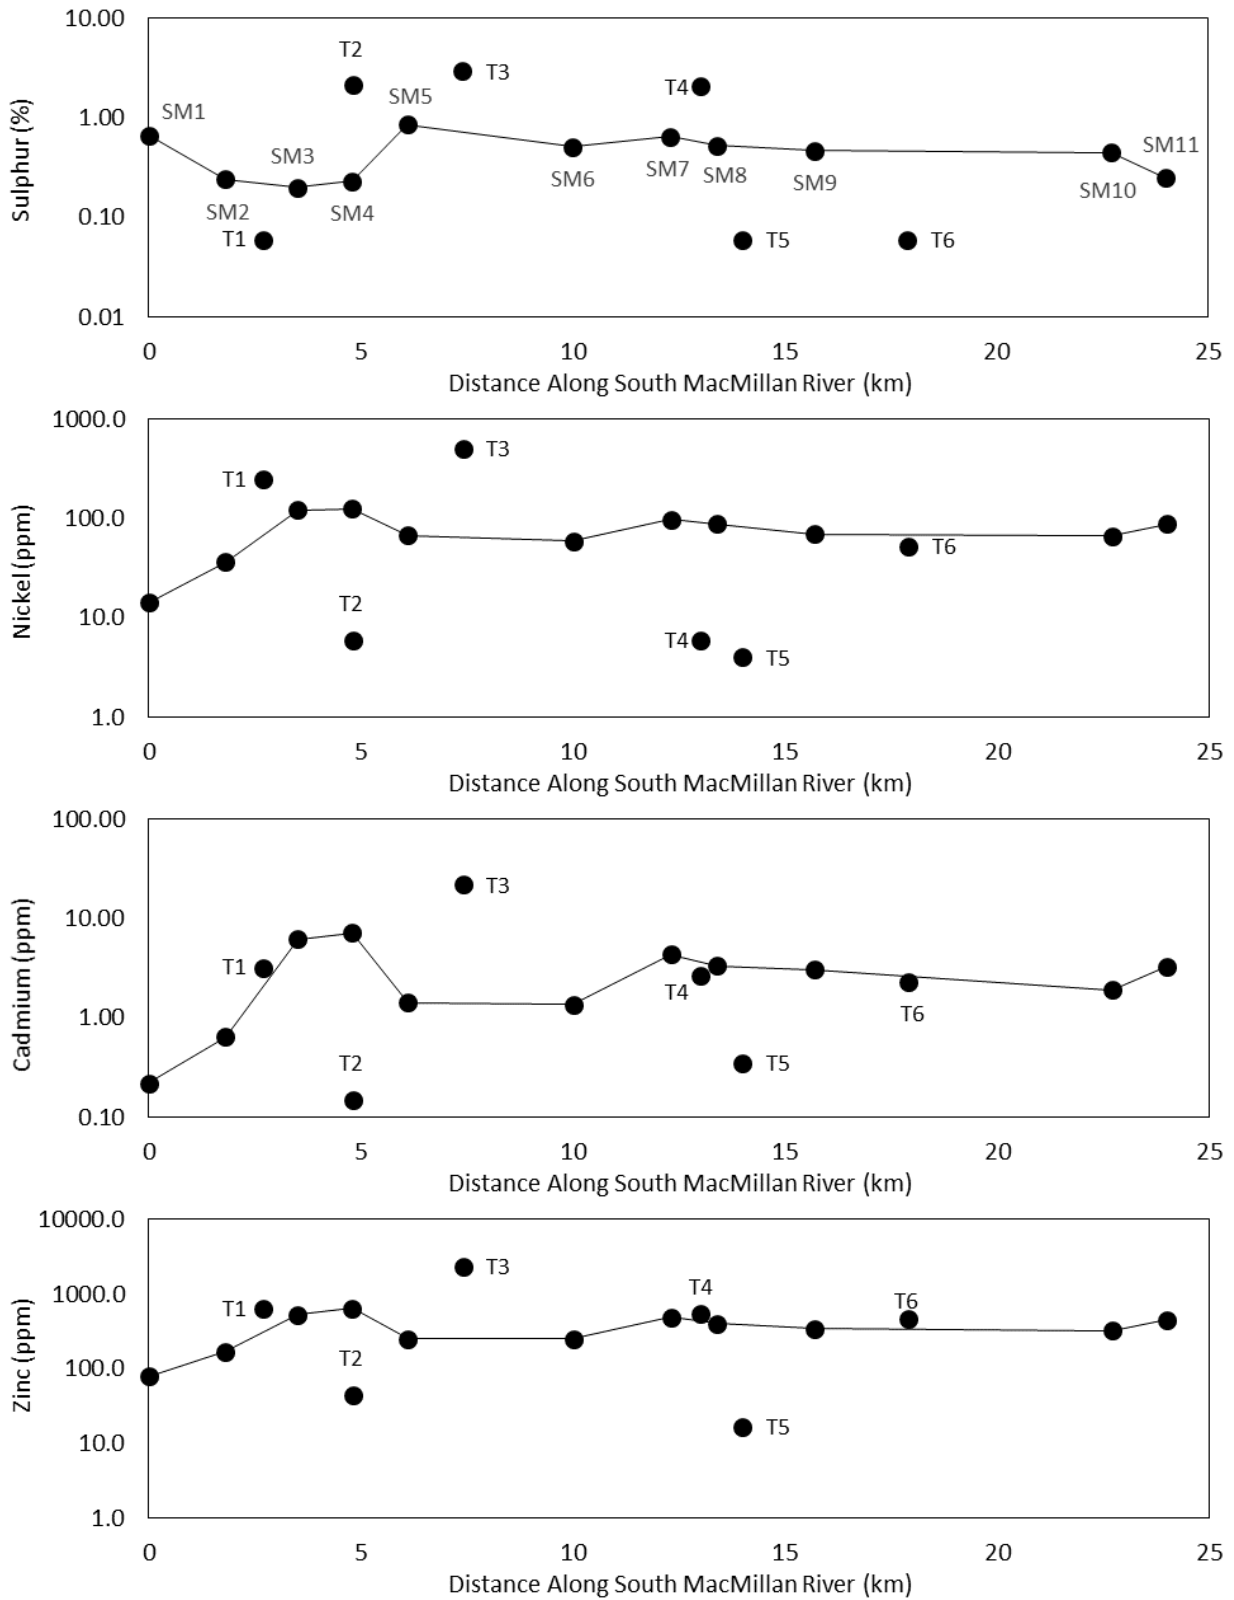 10.00
T2
T3
SM5
T4
SM1
1.00
SM11
SM3
SM7
SM8
SM6
SM9
SM10
Sulphur (%)
SM2
SM4
0.10
T1
T5
T6
0.01
0 5 10 15 20 25
Distance Along South MacMillan River (km)
1000.0
T3
T1
100.0
T6
Nickel (ppm)
T2
10.0
T4
T5
1.0
0 5 10 15 20 25
Distance Along South MacMillan River (km)
100.00
T3
10.00
T1
T4
Cadmium (ppm)
1.00
T6
T2
T5
0.10
0 5 10 15 20 25
Distance Along South MacMillan River (km)
10000.0
T3
T4
1000.0
T1
T6
Zinc (ppm)
T2
100.0
T5
10.0
1.0
0 5 10 15 20 25
Distance Along South MacMillan River (km)